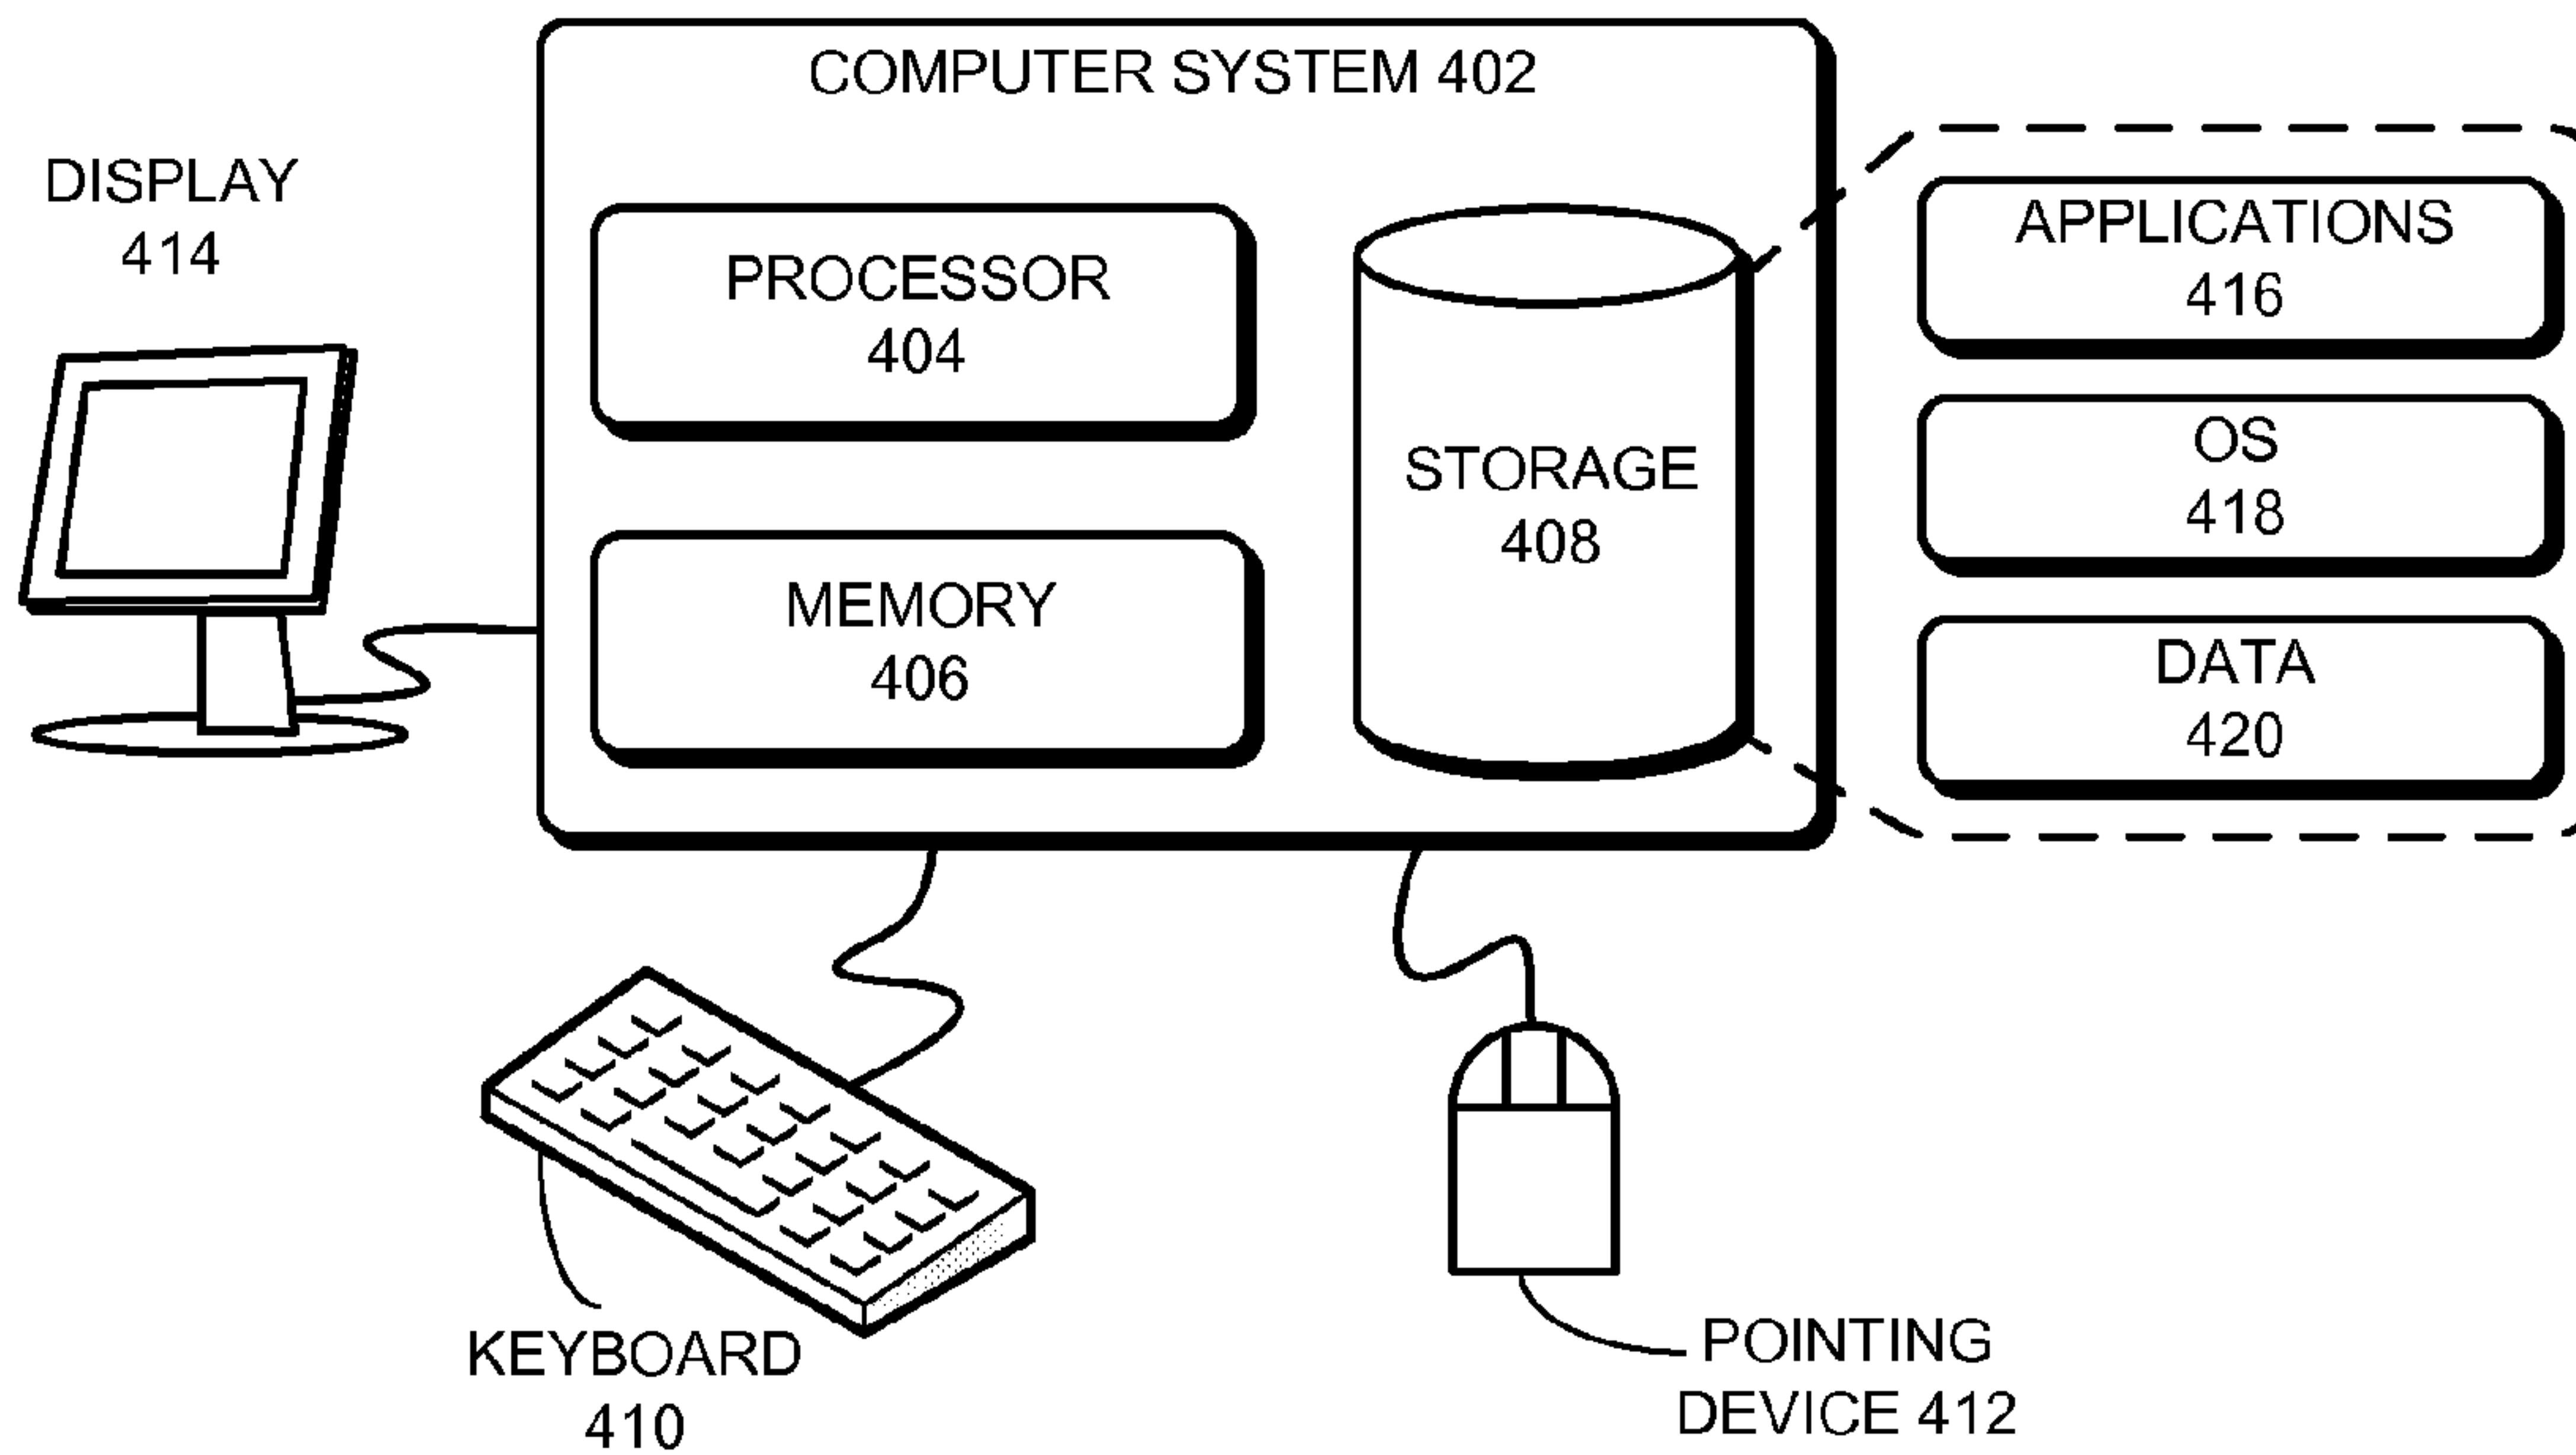 COMPUTER SYSTEM 402
DISPLAY
414
PROCESSOR
404
MEMORY
406
STORAGE
408
APPLICATIONS
416
OS
418
DATA
420
KEYBOARD
410
POINTING
DEVICE 412